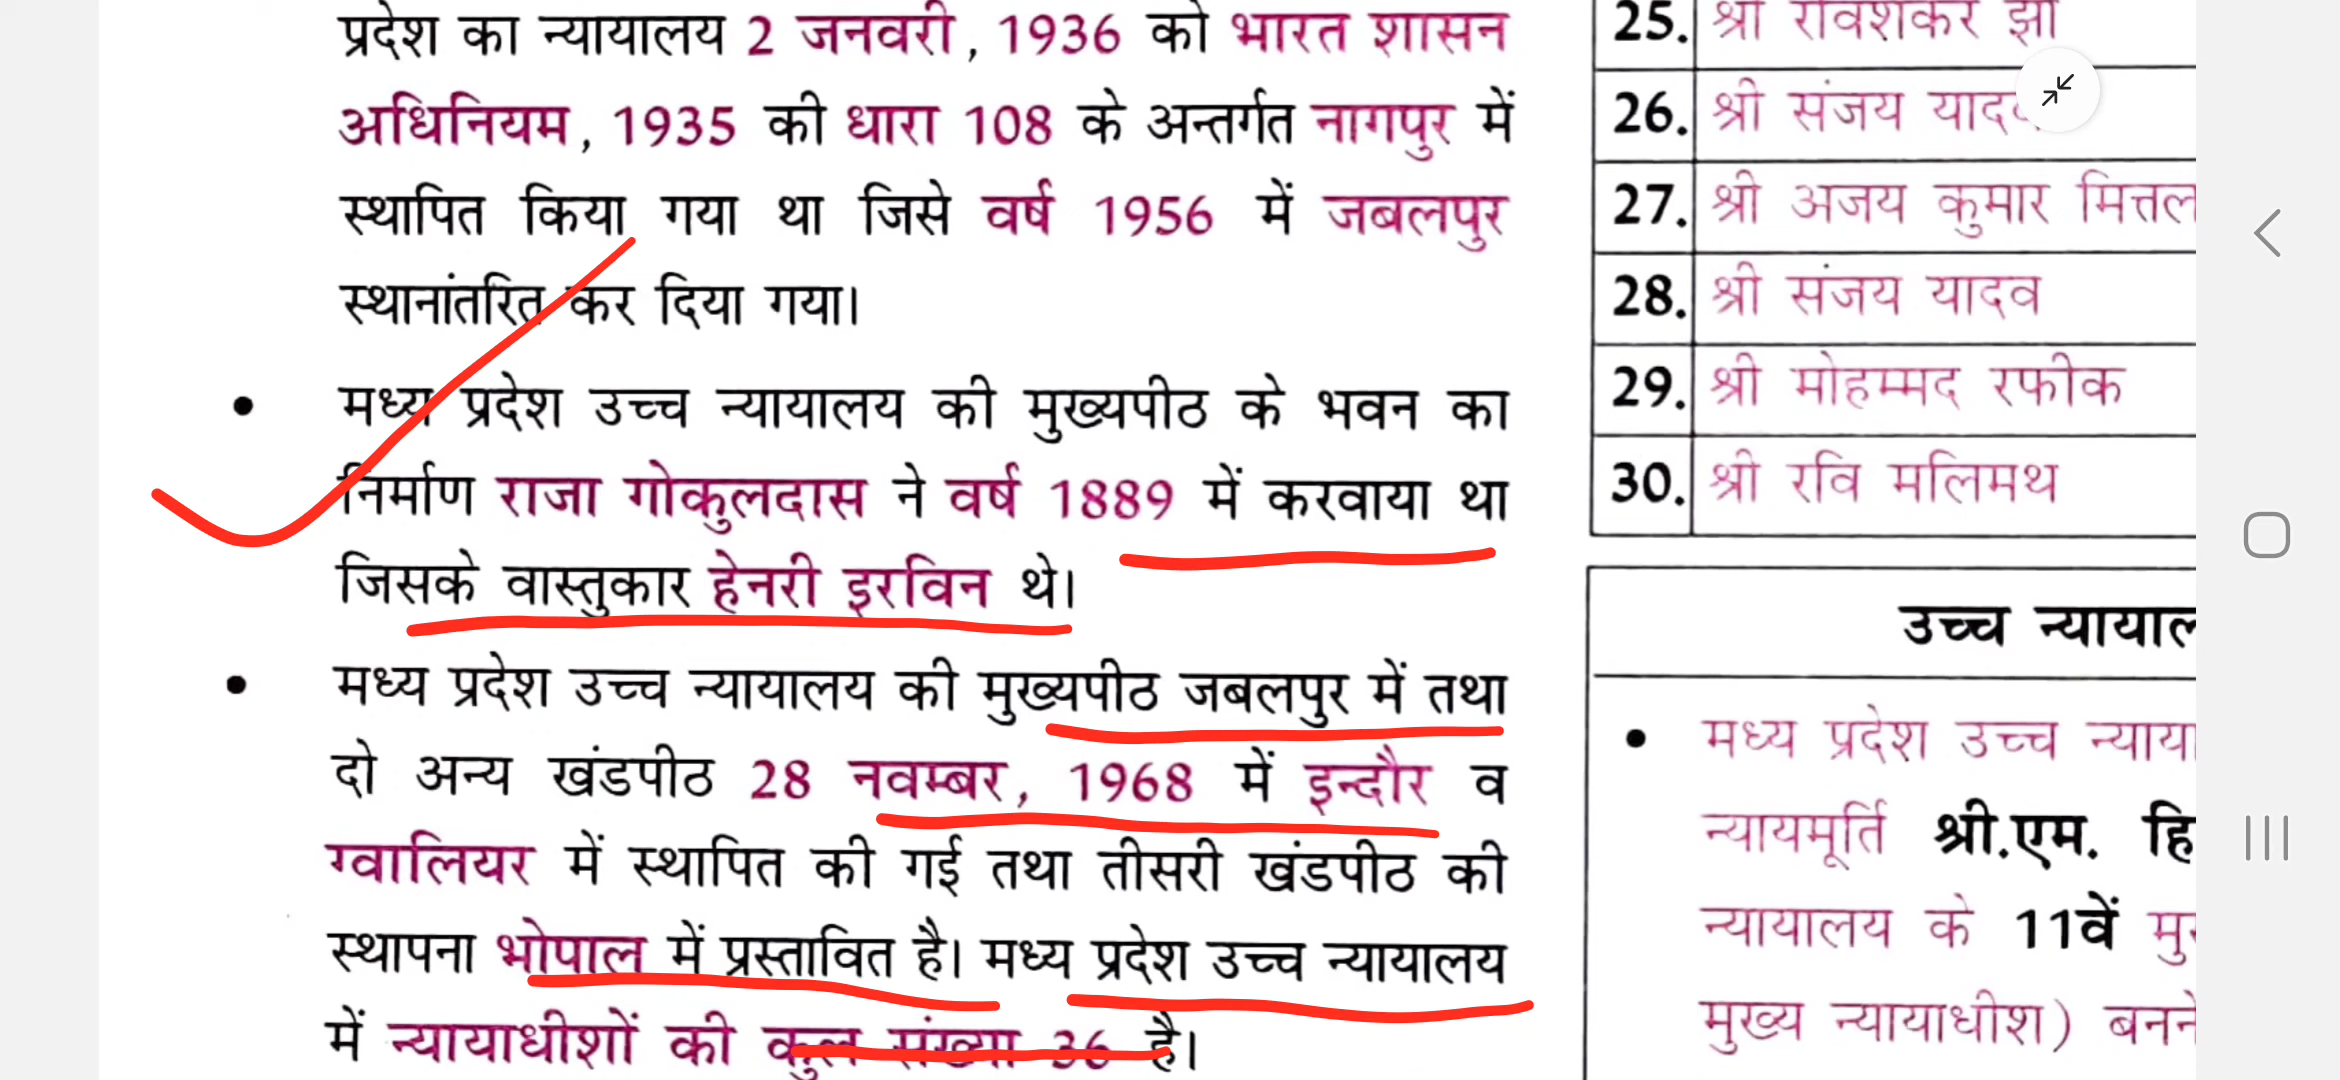 प्रदेश का न्यायालय 2 जनवरी, 1936 को भारत शासन
अधिनियम, 1935 की धारा 108 के अन्तर्गत नागपुर में
स्थापित किया गया था जिसे वर्ष 1956 में जबलपुर
स्थानांतरित कर दिया गया।
• मध्य प्रदेश उच्च न्यायालय की मुख्यपीठ के भवन का
निर्माण राजा गोकुलदास ने वर्ष 1889 में करवाया था
जिसके वास्तुकार हेनरी इरविन थे।
• मध्य प्रदेश उच्च न्यायालय की मुख्यपीठ जबलपुर में तथा
दो अन्य खंडपीठ 28 नवम्बर, 1968 में इन्दौर व
ग्वालियर में स्थापित की गई तथा तीसरी खंडपीठ की
स्थापना भोपाल में प्रस्तावित है। मध्य प्रदेश उच्च न्यायालय
में न्यायाधीशों की कुल संख्या 36 है।
25. श्री रविशंकर झा
26. श्री संजय यादव
27. श्री अजय कुमार मित्तल
28. श्री संजय यादव
29. श्री मोहम्मद रफीक
30. श्री रवि मलिमथ
उच्च न्यायाल
• मध्य प्रदेश उच्च न्याया
न्यायमूर्ति श्री.एम. हि
न्यायालय के 11वें मु
मुख्य न्यायाधीश) बनने